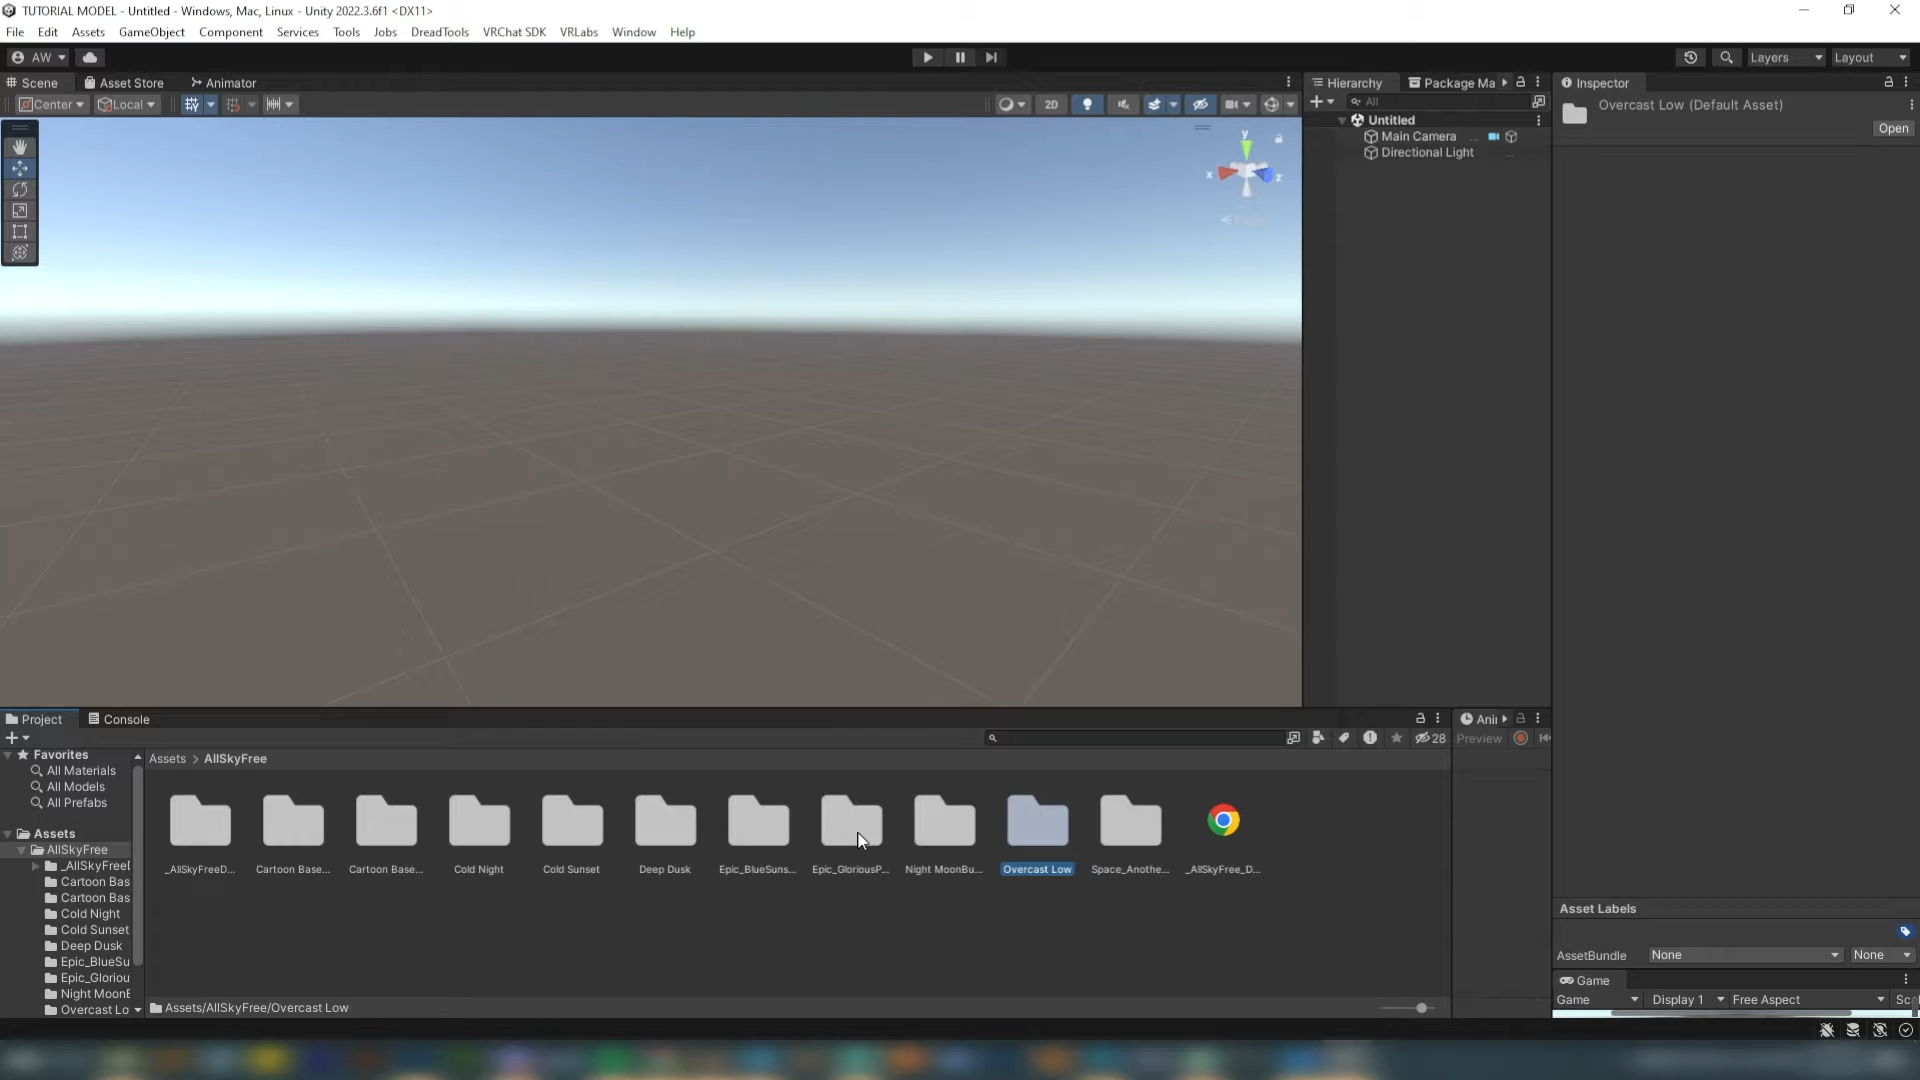 TUTORIAL MODEL - Untitled - Windows, Mac, Linux - Unity 2022.3.6f1 <DX11>
File Edit Assets GameObject Component Services Tools Jobs DreadTools VRChat SDK VRLabs Window Help
AW Layers Layout
Scene Asset Store Animator
Center Local 2D
y
x z
Hierarchy Package Ma
All
Untitled
Main Camera ...
Directional Light ...
Inspector
Overcast Low (Default Asset)
Open
Project Console
28
Favorites
All Materials
All Models
All Prefabs
Assets
AllSkyFree
_AllSkyFreeD
Cartoon Bas
Cartoon Bas
Cold Night
Cold Sunset
Deep Dusk
Epic_BlueSu
Epic_Gloriou
Night MoonB
Overcast Lo
Assets > AllSkyFree
_AllSkyFreeD... Cartoon Base... Cartoon Base... Cold Night Cold Sunset Deep Dusk Epic_BlueSuns... Epic_GloriousP... Night MoonBu... Overcast Low Space_Anothe... _AllSkyFree_D...
Assets/AllSkyFree/Overcast Low
Ani
Preview
Asset Labels
AssetBundle None None
Game
Game Display 1 Free Aspect Sc